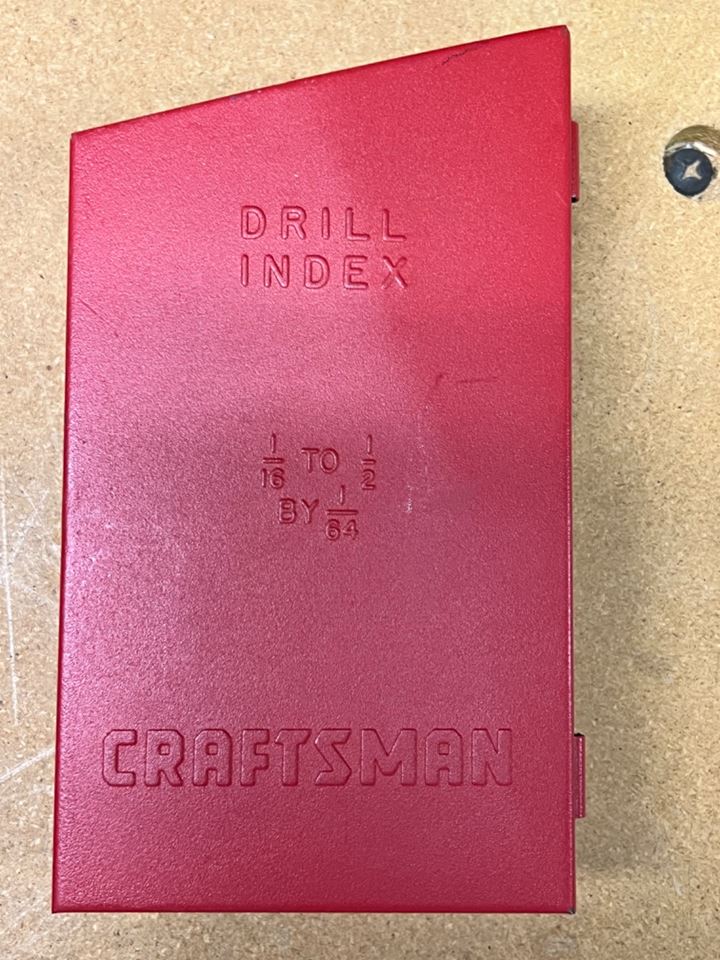 DRILL
INDEX
1/16 TO 1/2
BY 1/64
CRAFTSMAN